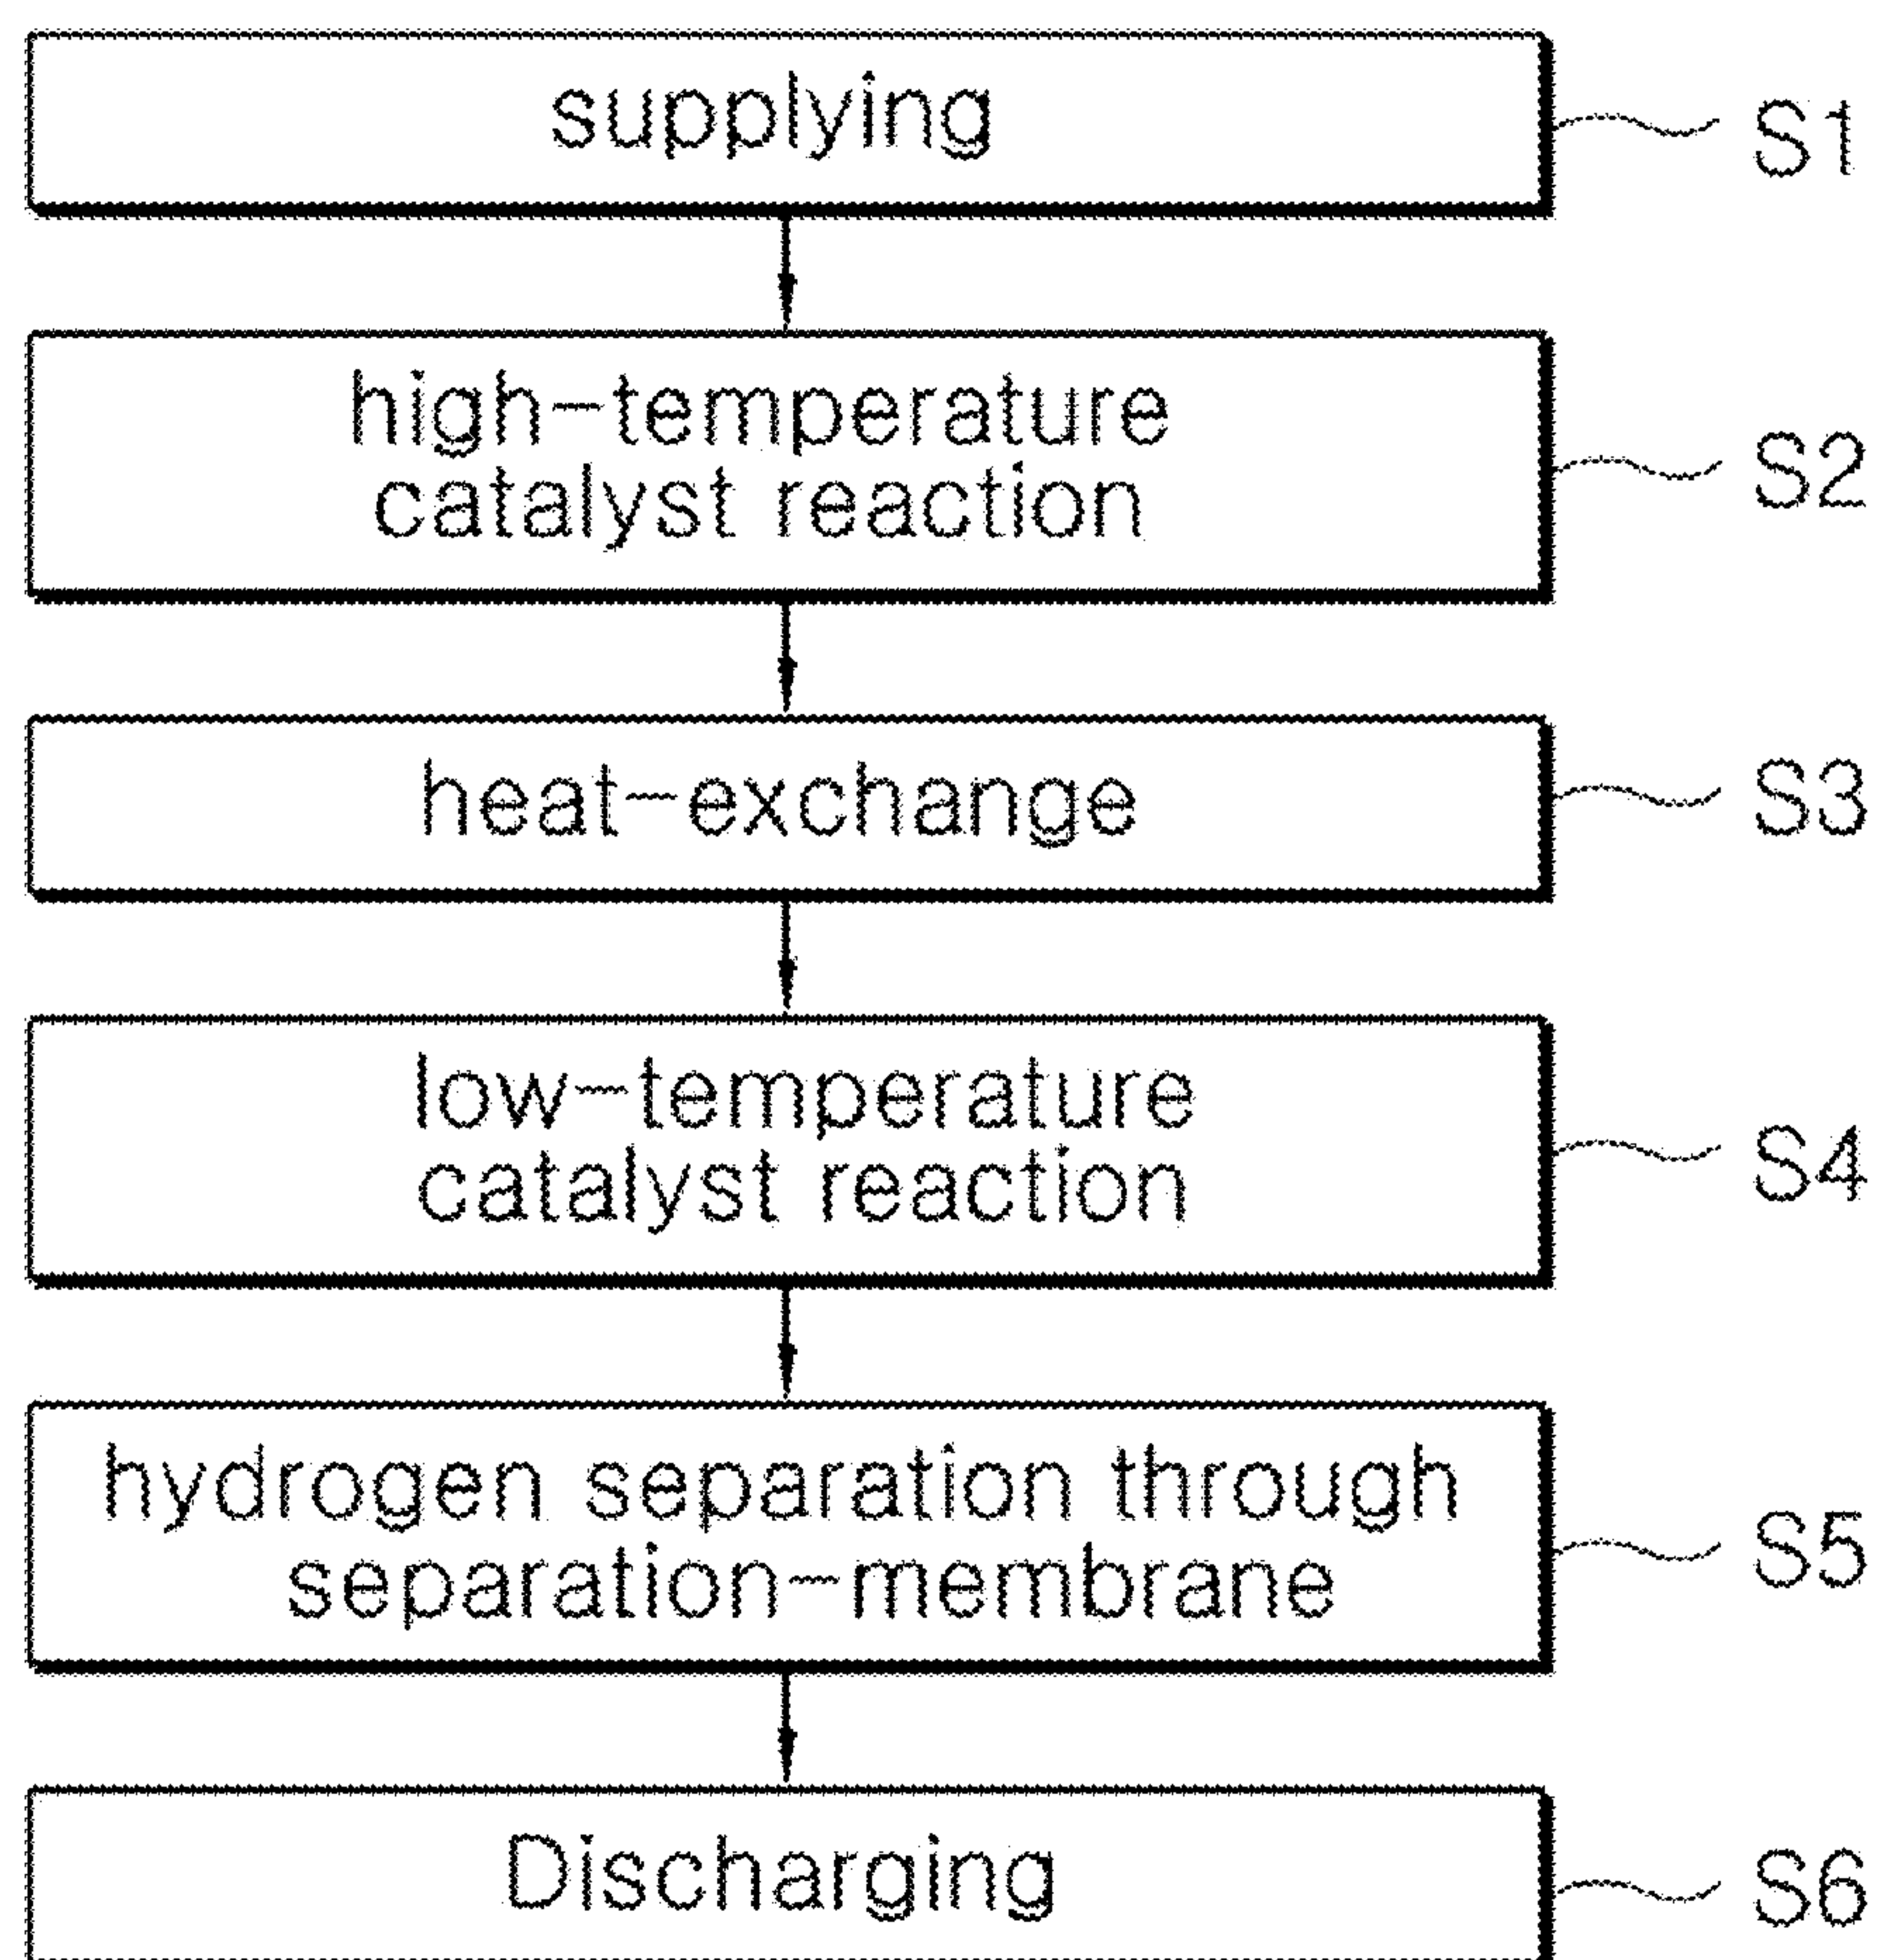 supplying
S1
high-temperature
catalyst reaction
S2
heat-exchange
S3
low-temperature
catalyst reaction
S4
hydrogen separation through
separation-membrane
S5
Discharging
S6